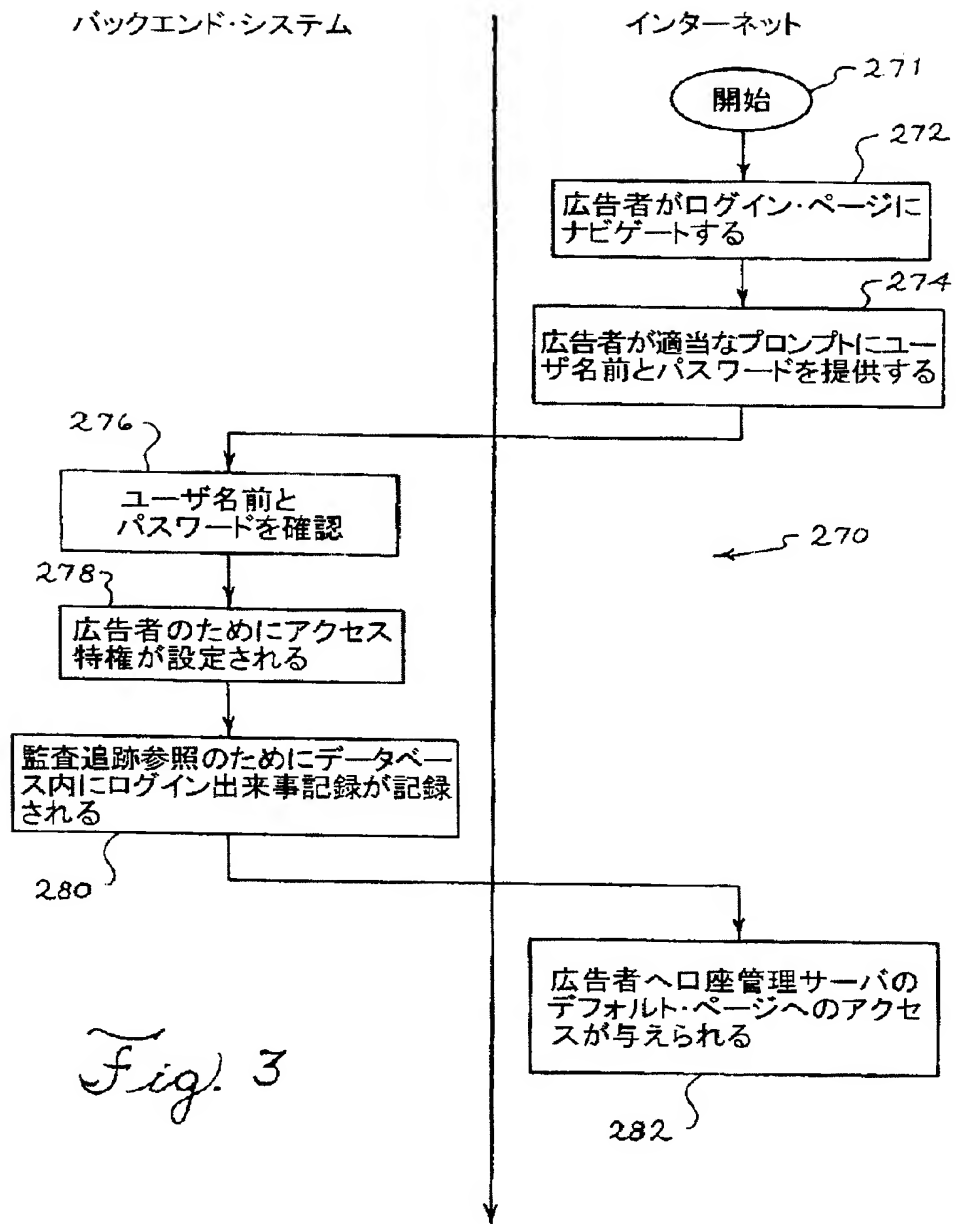 バックエンド・システム
インターネット
271
開始
272
広告者がログイン・ページに
ナビゲートする
274
広告者が適当なプロンプトにユー
ザ名前とパスワードを提供する
276
ユーザ名前と
パスワードを確認
270
278
広告者のためにアクセス
特権が設定される
監査追跡参照のためにデータベー
ス内にログイン出来事記録が記録
される
280
広告者へ口座管理サーバの
デフォルト・ページへのアクセ
スが与えられる
282
Fig. 3